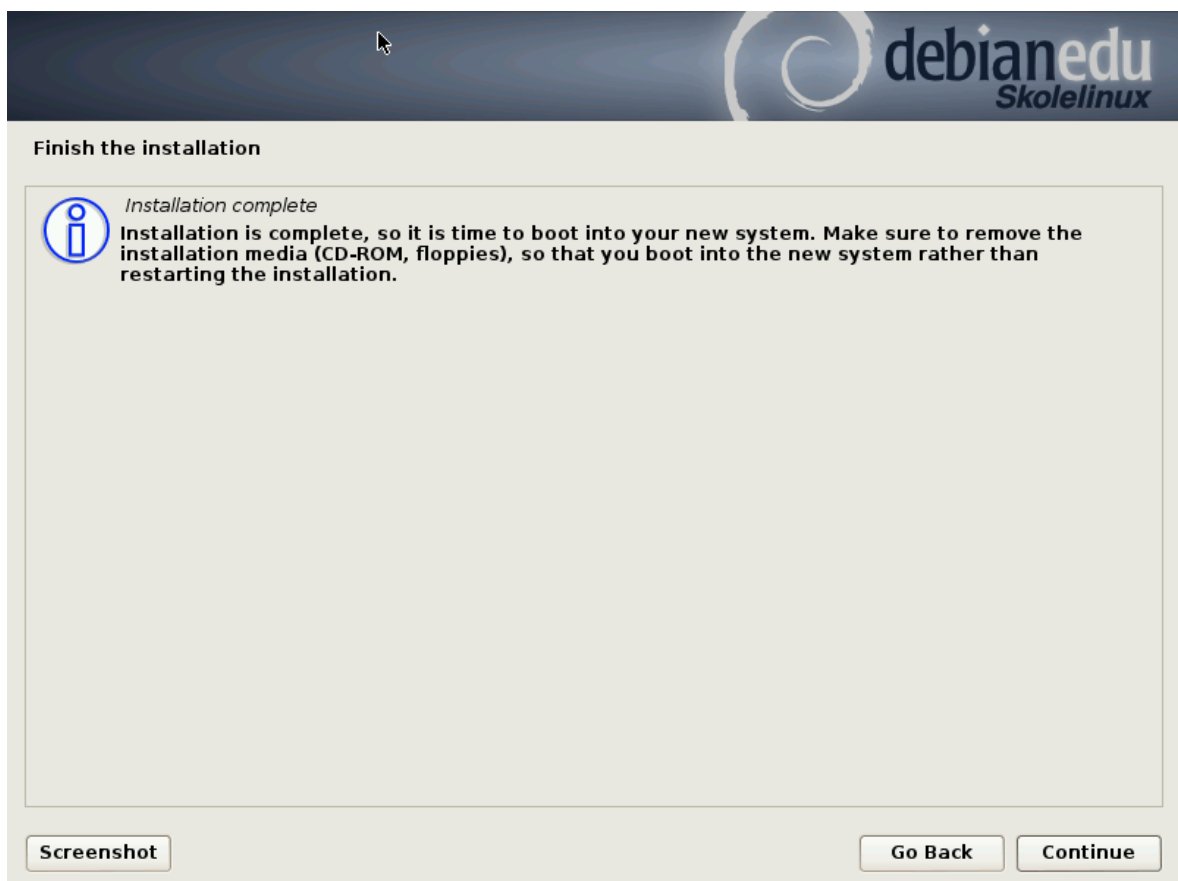 debianedu
Skolelinux
Finish the installation
Installation complete
Installation is complete, so it is time to boot into your new system. Make sure to remove the
installation media (CD-ROM, floppies), so that you boot into the new system rather than
restarting the installation.
Screenshot
Go Back
Continue